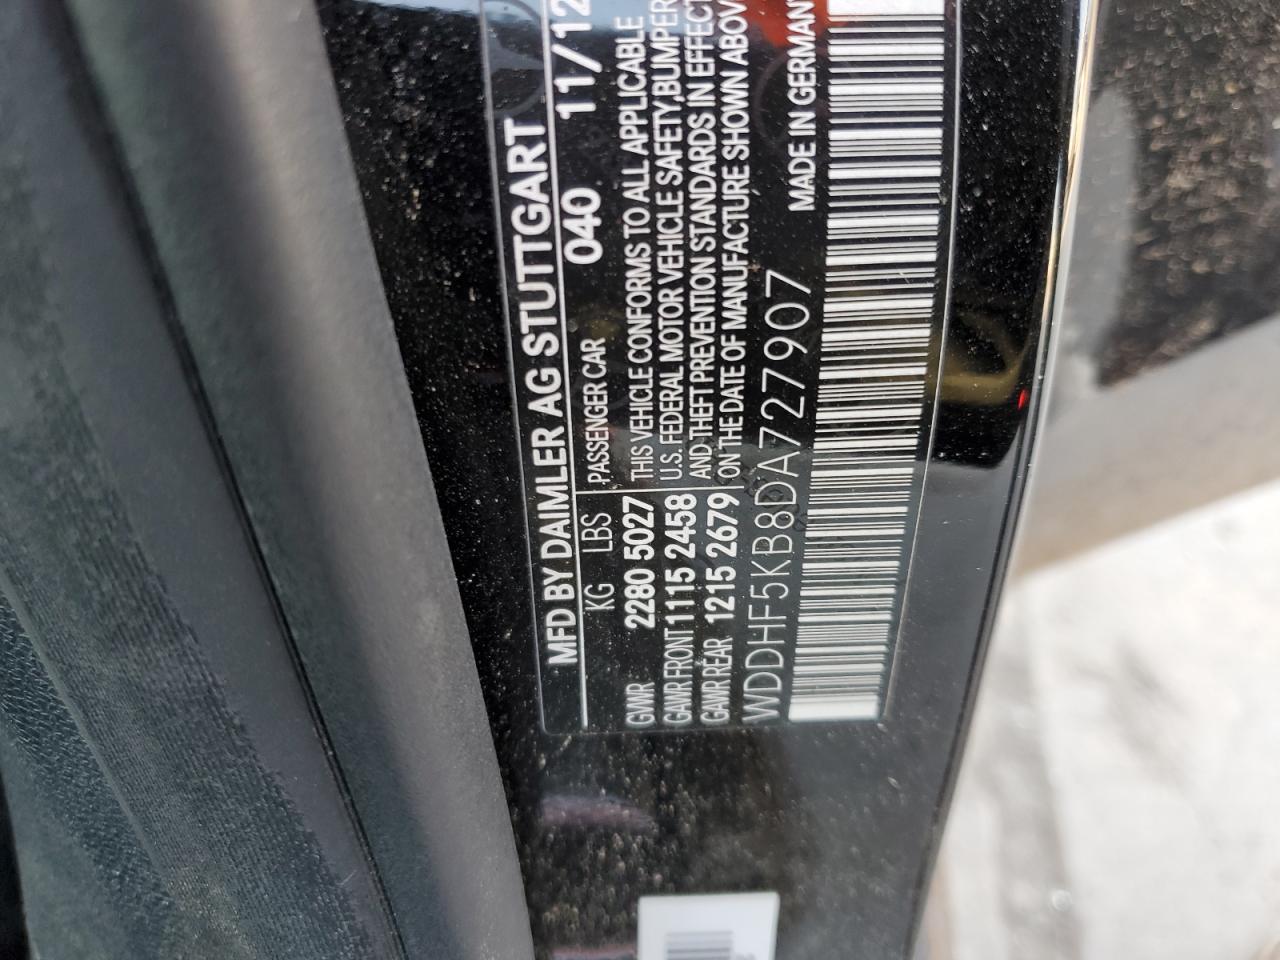 MFD BY DAIMLER AG STUTTGART
040 11/12
KG LBS PASSENGER CAR
GVWR 2280 5027
GAWR FRONT 1115 2458
GAWR REAR 1215 2679
THIS VEHICLE CONFORMS TO ALL APPLICABLE
U.S. FEDERAL MOTOR VEHICLE SAFETY,BUMPER
AND THEFT PREVENTION STANDARDS IN EFFECT
ON THE DATE OF MANUFACTURE SHOWN ABOVE
WDDHF5KB8DA727907
MADE IN GERMANY